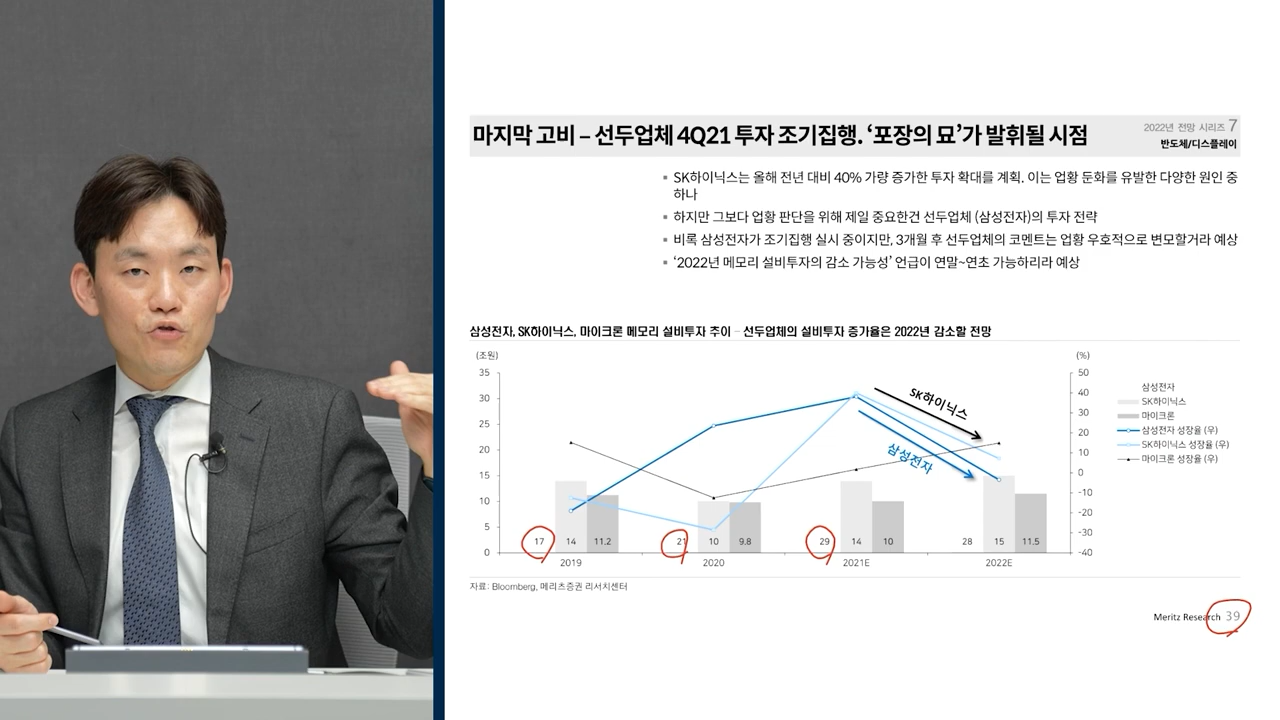 마지막 고비 – 선두업체 4Q21 투자 조기집행. ‘포장의 묘’가 발휘될 시점
2022년 전망 시리즈 7
반도체/디스플레이
▪ SK하이닉스는 올해 전년 대비 40% 가량 증가한 투자 확대를 계획. 이는 업황 둔화를 유발한 다양한 원인 중
하나
▪ 하지만 그보다 업황 판단을 위해 제일 중요한건 선두업체 (삼성전자)의 투자 전략
▪ 비록 삼성전자가 조기집행 실시 중이지만, 3개월 후 선두업체의 코멘트는 업황 우호적으로 변모할거라 예상
▪ ‘2022년 메모리 설비투자의 감소 가능성’ 언급이 연말~연초 가능하리라 예상
삼성전자, SK하이닉스, 마이크론 메모리 설비투자 추이 – 선두업체의 설비투자 증가율은 2022년 감소할 전망
(조원)
(%)
35
30
25
20
15
10
5
0
50
40
30
20
10
0
-10
-20
-30
-40
SK하이닉스
삼성전자
삼성전자
SK하이닉스
마이크론
삼성전자 성장율 (우)
SK하이닉스 성장율 (우)
마이크론 성장율 (우)
17 14 11.2
21 10 9.8
29 14 10
28 15 11.5
2019 2020 2021E 2022E
자료: Bloomberg, 메리츠증권 리서치센터
Meritz Research 39